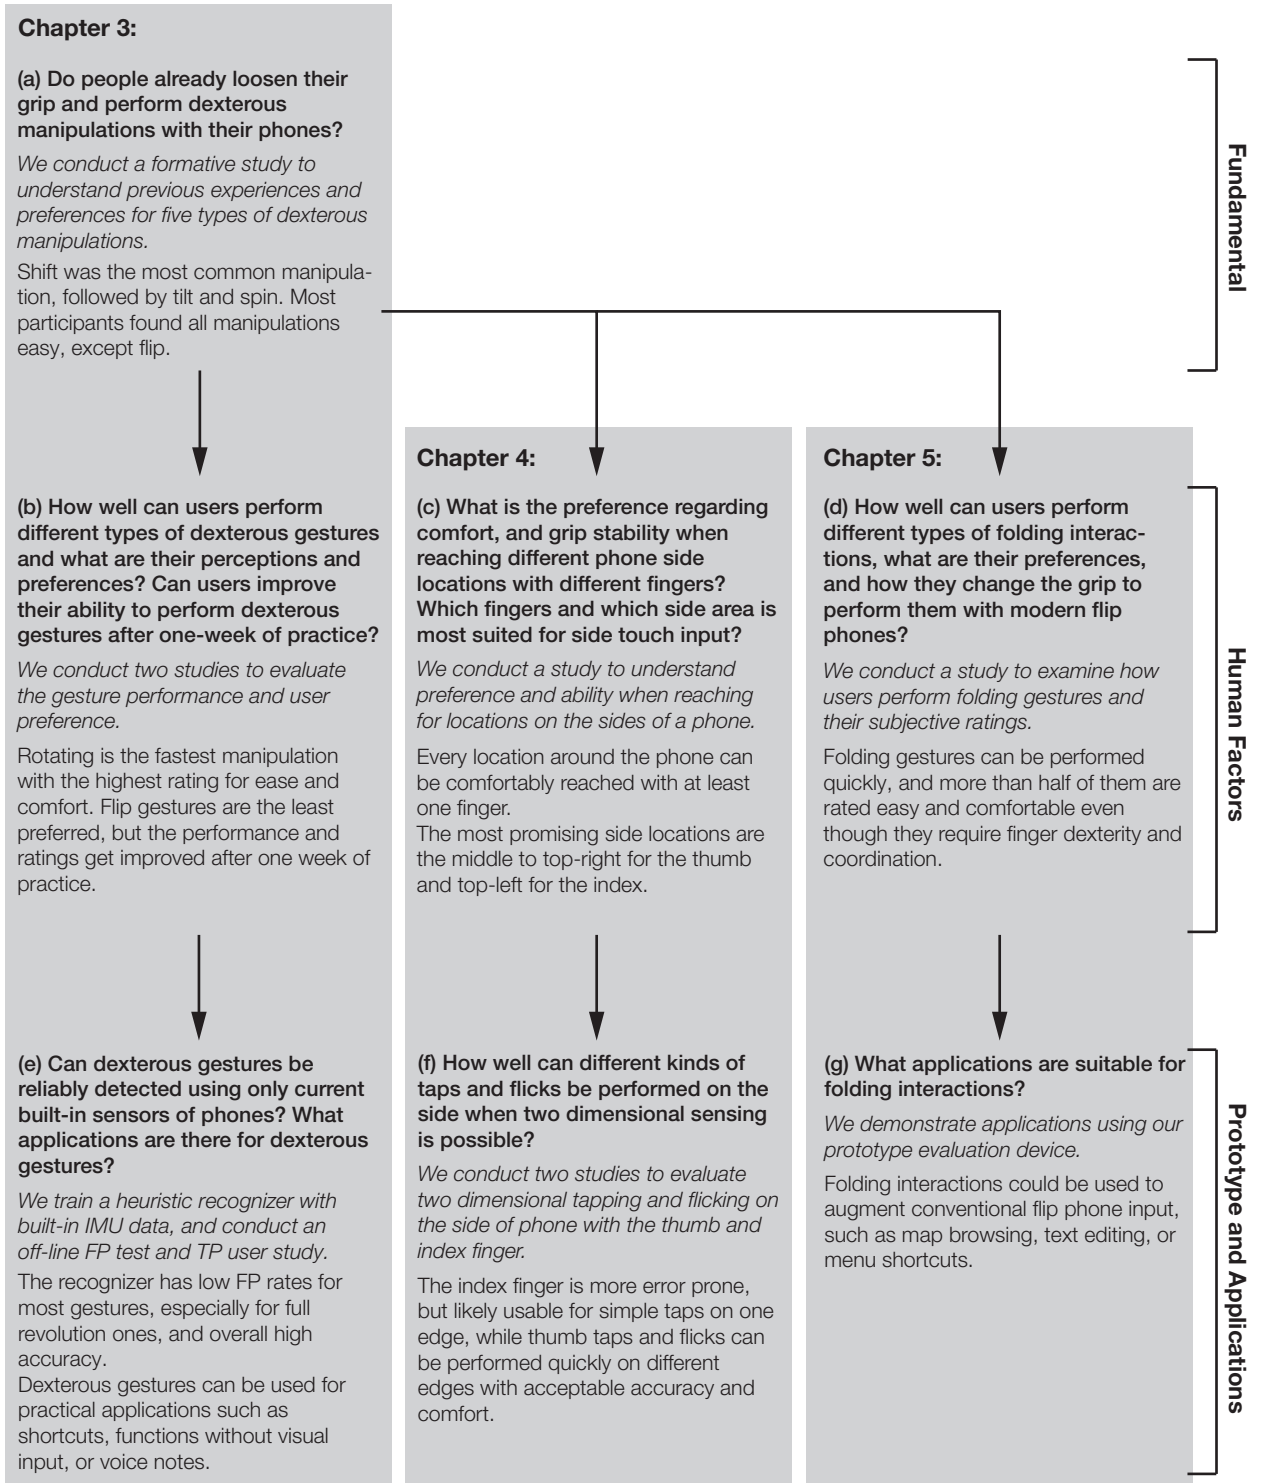 Chapter 3:
(a) Do people already loosen their
grip and perform dexterous
manipulations with their phones?
We conduct a formative study to
understand previous experiences and
preferences for five types of dexterous
manipulations.
Shift was the most common manipula-
tion, followed by tilt and spin. Most
participants found all manipulations
easy, except flip.
Fundamental
(b) How well can users perform
different types of dexterous gestures
and what are their perceptions and
preferences? Can users improve
their ability to perform dexterous
gestures after one-week of practice?
We conduct two studies to evaluate
the gesture performance and user
preference.
Rotating is the fastest manipulation
with the highest rating for ease and
comfort. Flip gestures are the least
preferred, but the performance and
ratings get improved after one week of
practice.
Chapter 4:
(c) What is the preference regarding
comfort, and grip stability when
reaching different phone side
locations with different fingers?
Which fingers and which side area is
most suited for side touch input?
We conduct a study to understand
preference and ability when reaching
for locations on the sides of a phone.
Every location around the phone can
be comfortably reached with at least
one finger.
The most promising side locations are
the middle to top-right for the thumb
and top-left for the index.
Chapter 5:
(d) How well can users perform
different types of folding interac-
tions, what are their preferences,
and how they change the grip to
perform them with modern flip
phones?
We conduct a study to examine how
users perform folding gestures and
their subjective ratings.
Folding gestures can be performed
quickly, and more than half of them are
rated easy and comfortable even
though they require finger dexterity and
coordination.
Human Factors
(e) Can dexterous gestures be
reliably detected using only current
built-in sensors of phones? What
applications are there for dexterous
gestures?
We train a heuristic recognizer with
built-in IMU data, and conduct an
off-line FP test and TP user study.
The recognizer has low FP rates for
most gestures, especially for full
revolution ones, and overall high
accuracy.
Dexterous gestures can be used for
practical applications such as
shortcuts, functions without visual
input, or voice notes.
(f) How well can different kinds of
taps and flicks be performed on the
side when two dimensional sensing
is possible?
We conduct two studies to evaluate
two dimensional tapping and flicking on
the side of phone with the thumb and
index finger.
The index finger is more error prone,
but likely usable for simple taps on one
edge, while thumb taps and flicks can
be performed quickly on different
edges with acceptable accuracy and
comfort.
(g) What applications are suitable for
folding interactions?
We demonstrate applications using our
prototype evaluation device.
Folding interactions could be used to
augment conventional flip phone input,
such as map browsing, text editing, or
menu shortcuts.
Prototype and Applications